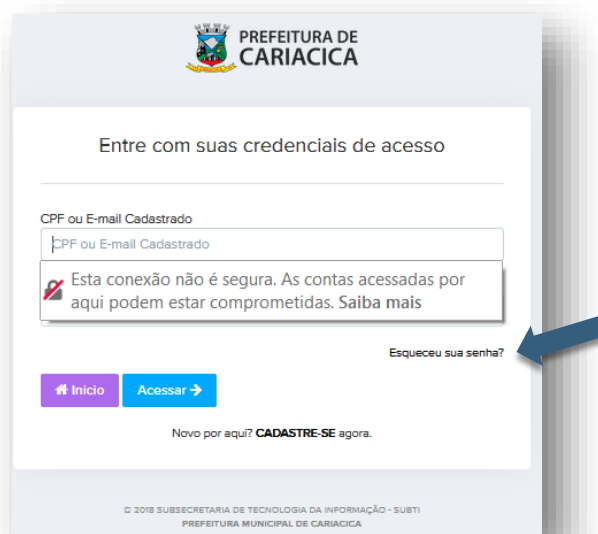 PREFEITURA DE
CARIACICA
Entre com suas credenciais de acesso
CPF ou E-mail Cadastrado
CPF ou E-mail Cadastrado
Esta conexão não é segura. As contas acessadas por
aqui podem estar comprometidas. Saiba mais
Esqueceu sua senha?
Inicio Acessar →
Novo por aqui? CADASTRE-SE agora.
2018 SUBSECRETARIA DE TECNOLOGIA DA INFORMAÇÃO - SUBTI
PREFEITURA MUNICIPAL DE CARIACICA